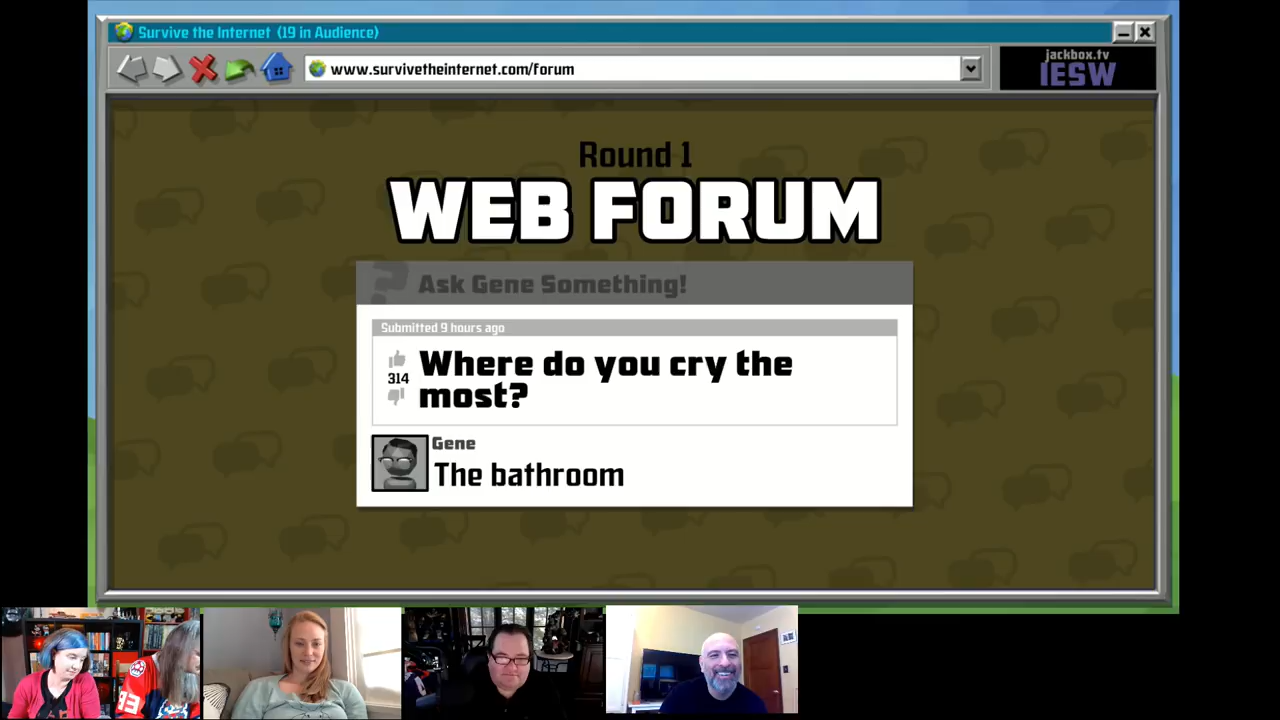 Survive the Internet (19 in Audience)
www.survivetheinternet.com/forum
jackbox.tv
IESW
Round 1
WEB FORUM
Ask Gene Something!
Submitted 9 hours ago
314
Where do you cry the
most?
Gene
The bathroom
93